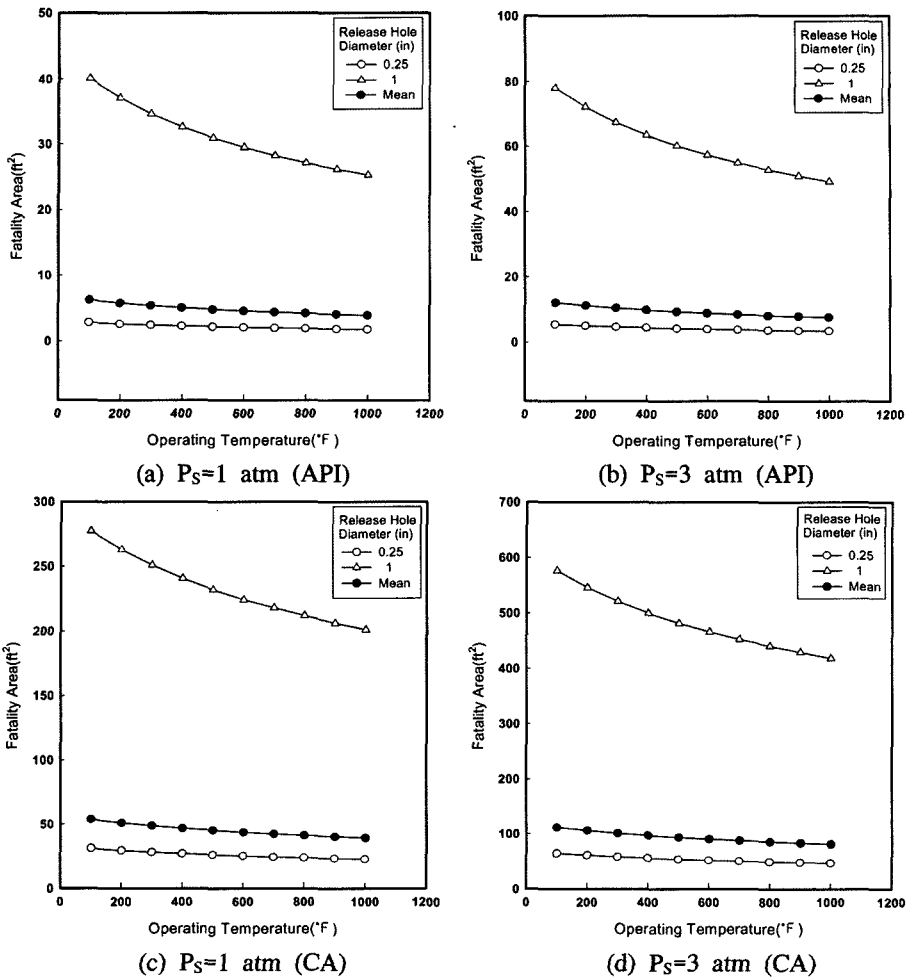 50
40
30
20
10
0
Fatality Area(ft²)
Release Hole
Diameter (in)
0.25
1
Mean
0 200 400 600 800 1000 1200
Operating Temperature(°F )
(a) Pₛ=1 atm (API)
100
80
60
40
20
0
Fatality Area(ft²)
Release Hole
Diameter (in)
0.25
1
Mean
0 200 400 600 800 1000 1200
Operating Temperature(°F )
(b) Pₛ=3 atm (API)
300
250
200
150
100
50
0
Fatality Area(ft²)
Release Hole
Diameter (in)
0.25
1
Mean
0 200 400 600 800 1000 1200
Operating Temperature(°F )
(c) Pₛ=1 atm (CA)
700
600
500
400
300
200
100
0
Fatality Area(ft²)
Release Hole
Diameter (in)
0.25
1
Mean
0 200 400 600 800 1000 1200
Operating Temperature(°F )
(d) Pₛ=3 atm (CA)